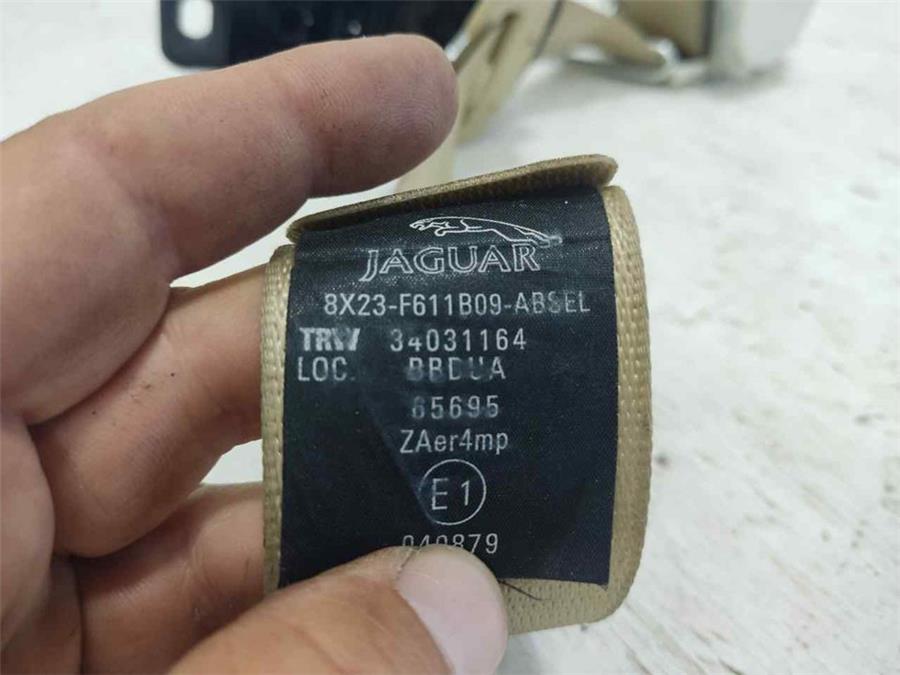 JAGUAR
8X23-F611B09-ABSEL
TRW 34031164
LOC. BBDUA
65695
ZAer4mp
E1
040879